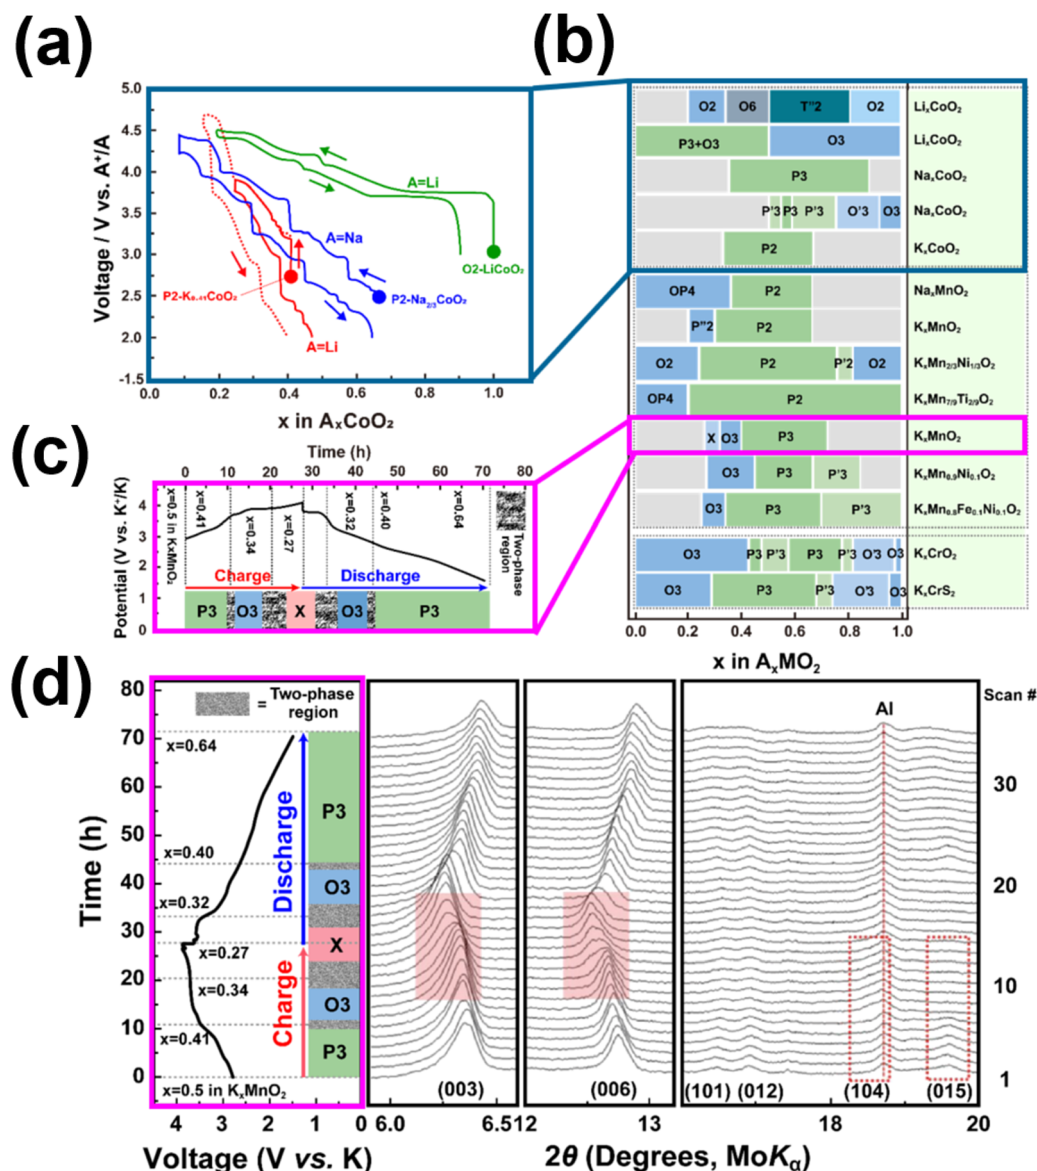 (a)
5.0
4.5
4.0
3.5
3.0
2.5
2.0
-1.5
Voltage / V vs. A⁺/A
0.0 0.2 0.4 0.6 0.8 1.0
x in AₓCoO₂
A=Li
A=Na
O2-LiCoO₂
P2-K₀.₄₁CoO₂
P2-Na₂/₃CoO₂
A=Li
(b)
O2 O6 T"2 O2 LiₓCoO₂
P3+O3 O3 LiₓCoO₂
P3 NaₓCoO₂
P'3 P3 P'3 O'3 O3 NaₓCoO₂
P2 KₓCoO₂
OP4 P2 NaₓMnO₂
P"2 P2 KₓMnO₂
O2 P2 P'2 O2 KₓMn₂/₃Ni₁/₃O₂
OP4 P2 KₓMn₇/₉Ti₂/₉O₂
X O3 P3 KₓMnO₂
O3 P3 P'3 KₓMn₀.₉Ni₀.₁O₂
O3 P3 P'3 KₓMn₀.₈Fe₀.₁Ni₀.₁O₂
O3 P3 P'3 P3 P'3 O'3 O3 KₓCrO₂
O3 P3 P'3 O'3 O3 KₓCrS₂
0.0 0.2 0.4 0.6 0.8 1.0
x in AₓMO₂
(c)
Time (h)
0 10 20 30 40 50 60 70 80
Potential (V vs. K⁺/K)
4
3
2
1
0
x=0.5 in KₓMnO₂
x=0.41
x=0.34
x=0.27
x=0.32
x=0.40
x=0.64
Two-phase
region
Charge
Discharge
P3 O3 X O3 P3
(d)
Time (h)
80
70
60
50
40
30
20
10
0
= Two-phase
region
x=0.64
x=0.40
x=0.32
x=0.27
x=0.34
x=0.41
x=0.5 in KₓMnO₂
Discharge
Charge
P3
O3
X
O3
P3
4 3 2 1 0
Voltage (V vs. K)
(003)
6.0 6.5
(006)
12 13
Al
(101) (012) (104) (015)
18 20
2θ (Degrees, MoKα)
Scan #
30
20
10
1